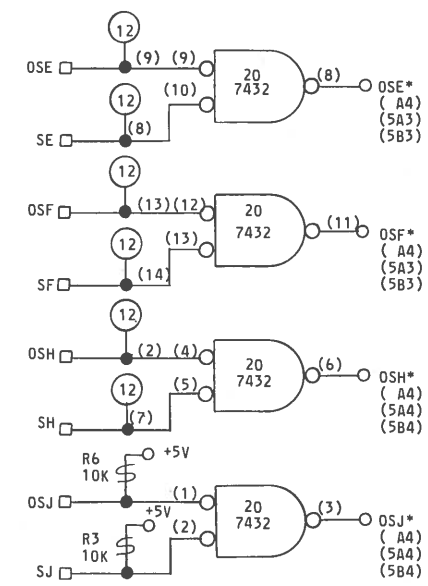 12
OSE (9) (9) 20 7432 (8) OSE*
( A4)
(5A3)
(5B3)
12
(10)
SE (8)
12
OSF (13)(12) 20 7432 (11) OSF*
( A4)
(5A3)
(5B3)
12
(13)
SF (14)
12
OSH (2) (4) 20 7432 (6) OSH*
( A4)
(5A4)
(5B4)
12
(5)
SH (7)
R6
10K
+5V
OSJ (1) 20 7432 (3) OSJ*
( A4)
(5A4)
(5B4)
+5V
R3
10K
(2)
SJ